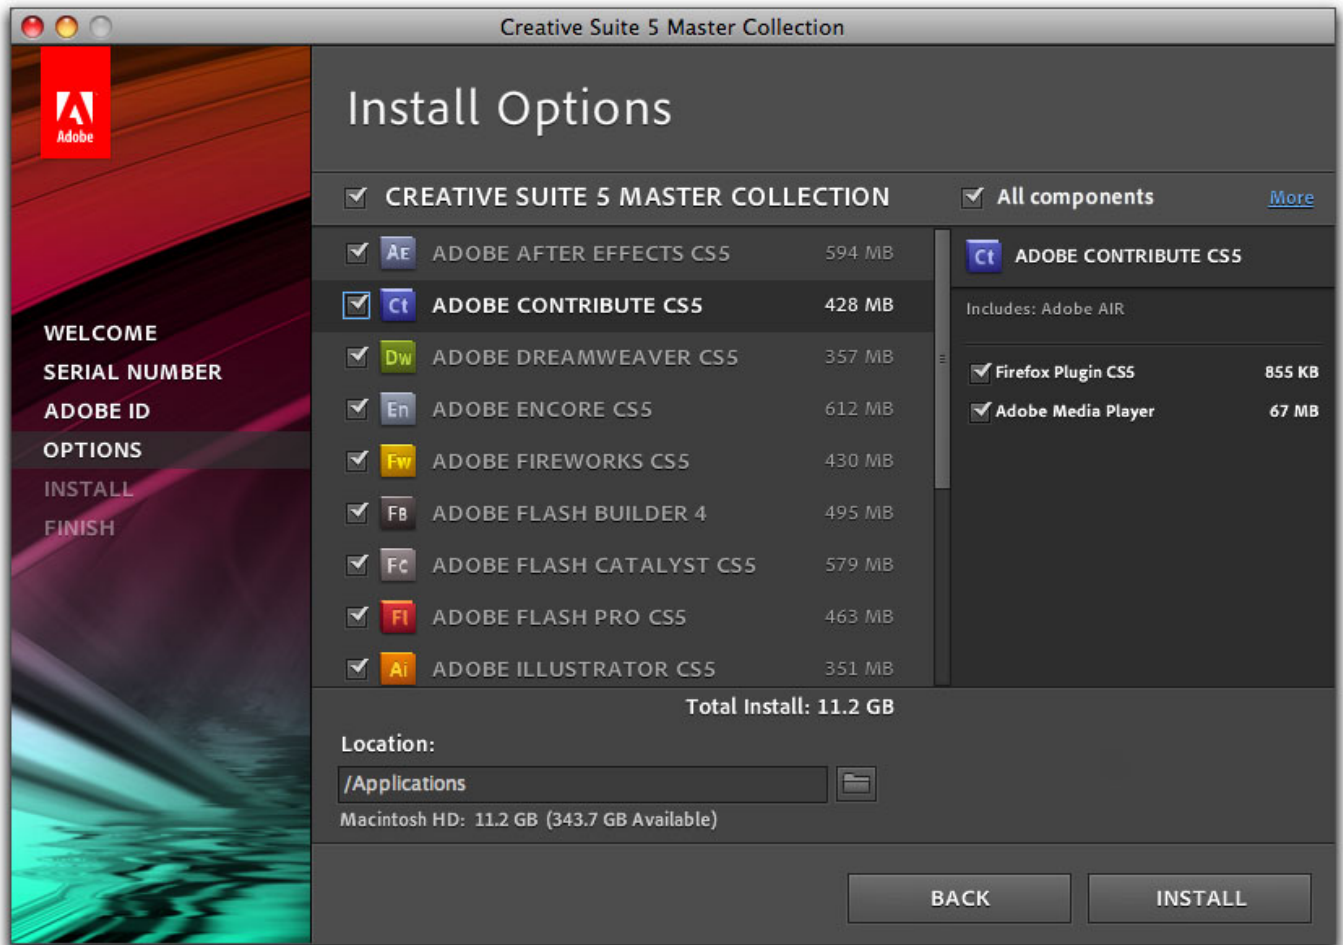 Creative Suite 5 Master Collection
Adobe
Install Options
CREATIVE SUITE 5 MASTER COLLECTION
All components More
AE ADOBE AFTER EFFECTS CS5 594 MB
Ct ADOBE CONTRIBUTE CS5 428 MB
Dw ADOBE DREAMWEAVER CS5 357 MB
En ADOBE ENCORE CS5 612 MB
Fw ADOBE FIREWORKS CS5 430 MB
FB ADOBE FLASH BUILDER 4 495 MB
Fc ADOBE FLASH CATALYST CS5 579 MB
Fl ADOBE FLASH PRO CS5 463 MB
Ai ADOBE ILLUSTRATOR CS5 351 MB
Ct ADOBE CONTRIBUTE CS5
Includes: Adobe AIR
Firefox Plugin CS5 855 KB
Adobe Media Player 67 MB
WELCOME
SERIAL NUMBER
ADOBE ID
OPTIONS
INSTALL
FINISH
Total Install: 11.2 GB
Location:
/Applications
Macintosh HD: 11.2 GB (343.7 GB Available)
BACK INSTALL